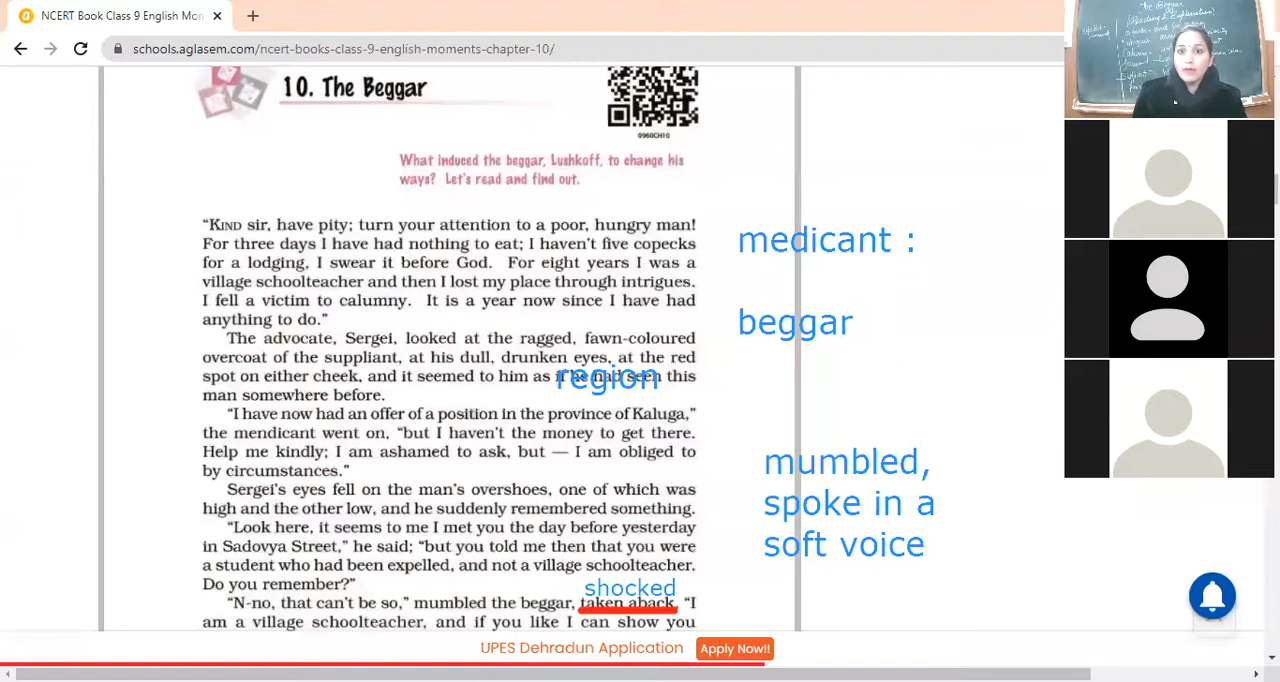 NCERT Book Class 9 English Mon
schools.aglasem.com/ncert-books-class-9-english-moments-chapter-10/
The Beggar
10. The Beggar
0960CH10
What induced the beggar, Lushkoff, to change his
ways? Let's read and find out.
"KIND sir, have pity; turn your attention to a poor, hungry man!
For three days I have had nothing to eat; I haven't five copecks
for a lodging, I swear it before God. For eight years I was a
village schoolteacher and then I lost my place through intrigues.
I fell a victim to calumny. It is a year now since I have had
anything to do."
The advocate, Sergei, looked at the ragged, fawn-coloured
overcoat of the suppliant, at his dull, drunken eyes, at the red
spot on either cheek, and it seemed to him as if he had seen this
man somewhere before.
"I have now had an offer of a position in the province of Kaluga,"
the mendicant went on, "but I haven't the money to get there.
Help me kindly; I am ashamed to ask, but — I am obliged to
by circumstances."
Sergei's eyes fell on the man's overshoes, one of which was
high and the other low, and he suddenly remembered something.
"Look here, it seems to me I met you the day before yesterday
in Sadovya Street," he said; "but you told me then that you were
a student who had been expelled, and not a village schoolteacher.
Do you remember?"
"N-no, that can't be so," mumbled the beggar, taken aback. "I
am a village schoolteacher, and if you like I can show you
medicant :
beggar
region
mumbled,
spoke in a
soft voice
shocked
UPES Dehradun Application
Apply Now!!